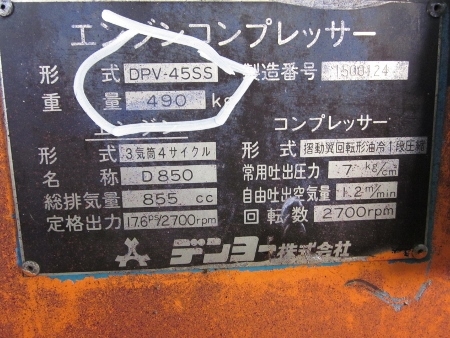 エンジンコンプレッサー
形式 DPV-45SS 製造番号 1500124
重量 490 kg
エンジン コンプレッサー
形式 3気筒4サイクル 形式 摺動翼回転形油冷1段圧縮
名称 D850 常用吐出圧力 7 kg/cm
総排気量 855 cc 自由吐出空気量 1.2 m³/min
定格出力 17.6ps/2700rpm 回転数 2700rpm
デンヨー株式会社